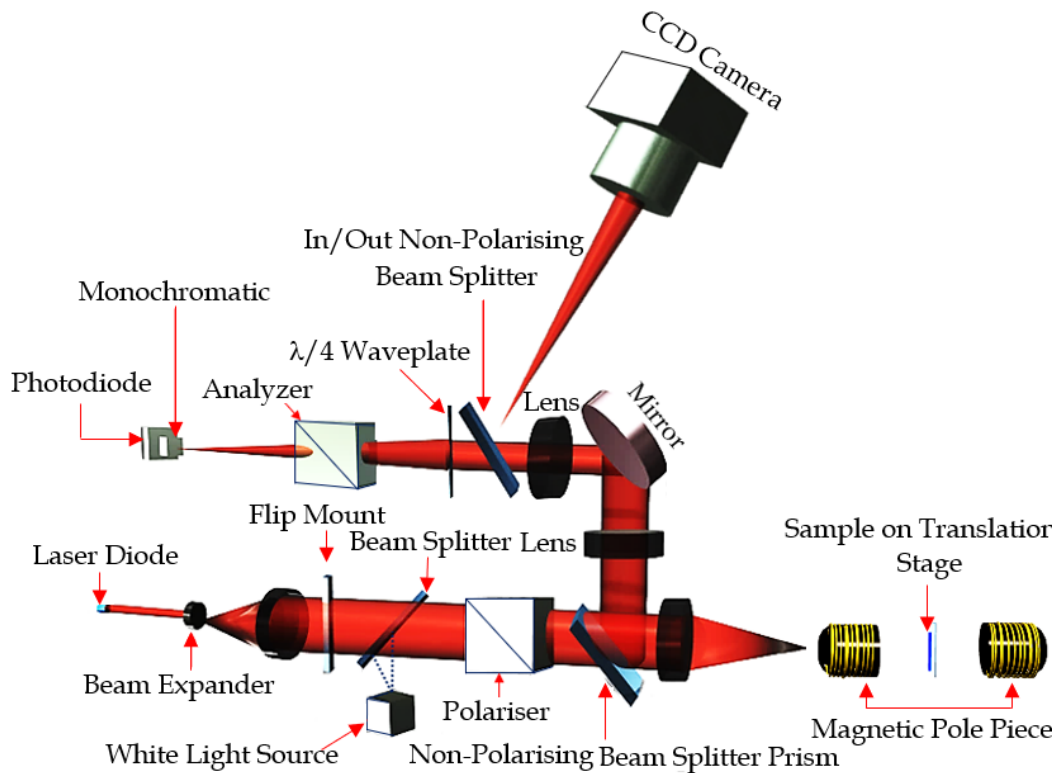 CCD Camera
In/Out Non-Polarising
Beam Splitter
Monochromatic
λ/4 Waveplate
Photodiode
Analyzer
Lens
Mirror
Flip Mount
Beam Splitter
Lens
Sample on Translation
Stage
Laser Diode
Beam Expander
Polariser
Magnetic Pole Piece
White Light Source
Non-Polarising Beam Splitter Prism